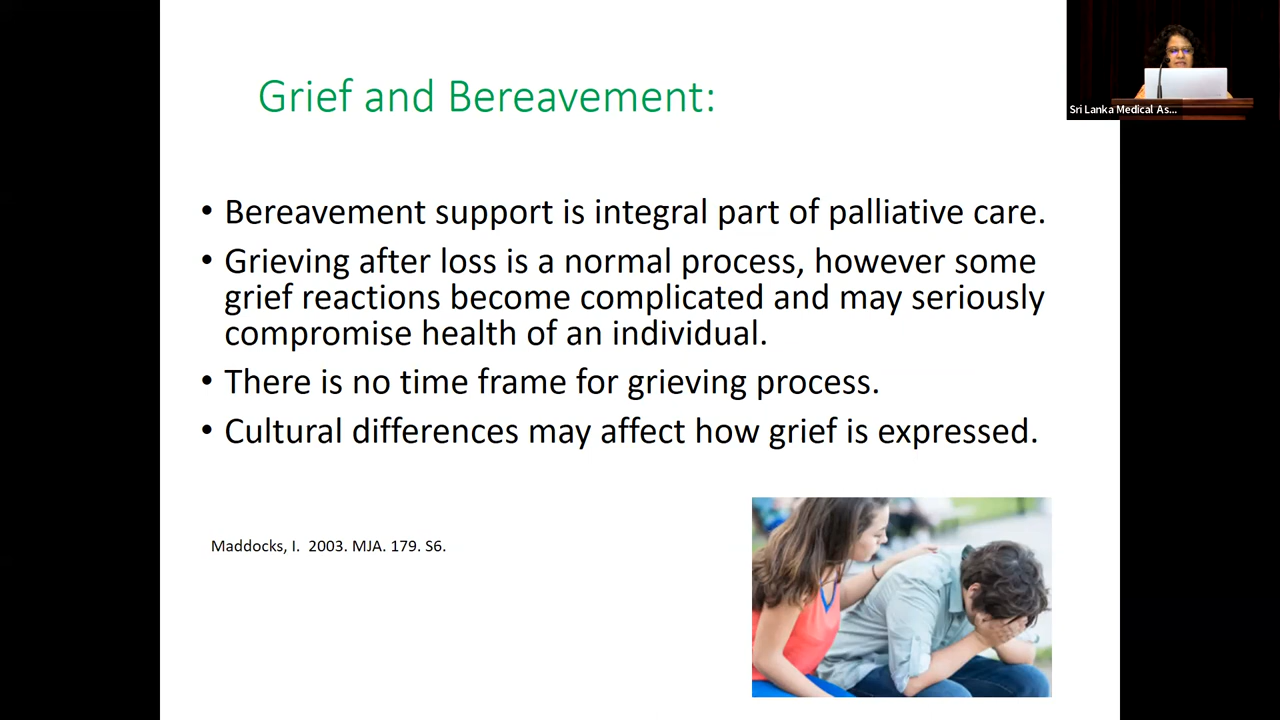 Grief and Bereavement:
Sri Lanka Medical As...
• Bereavement support is integral part of palliative care.
• Grieving after loss is a normal process, however some
grief reactions become complicated and may seriously
compromise health of an individual.
• There is no time frame for grieving process.
• Cultural differences may affect how grief is expressed.
Maddocks, I. 2003. MJA. 179. S6.